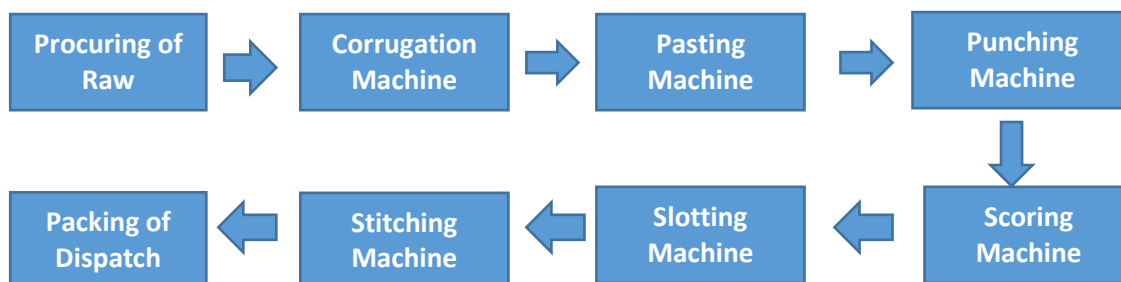 Procuring of
Raw
Corrugation
Machine
Pasting
Machine
Punching
Machine
Scoring
Machine
Slotting
Machine
Stitching
Machine
Packing of
Dispatch